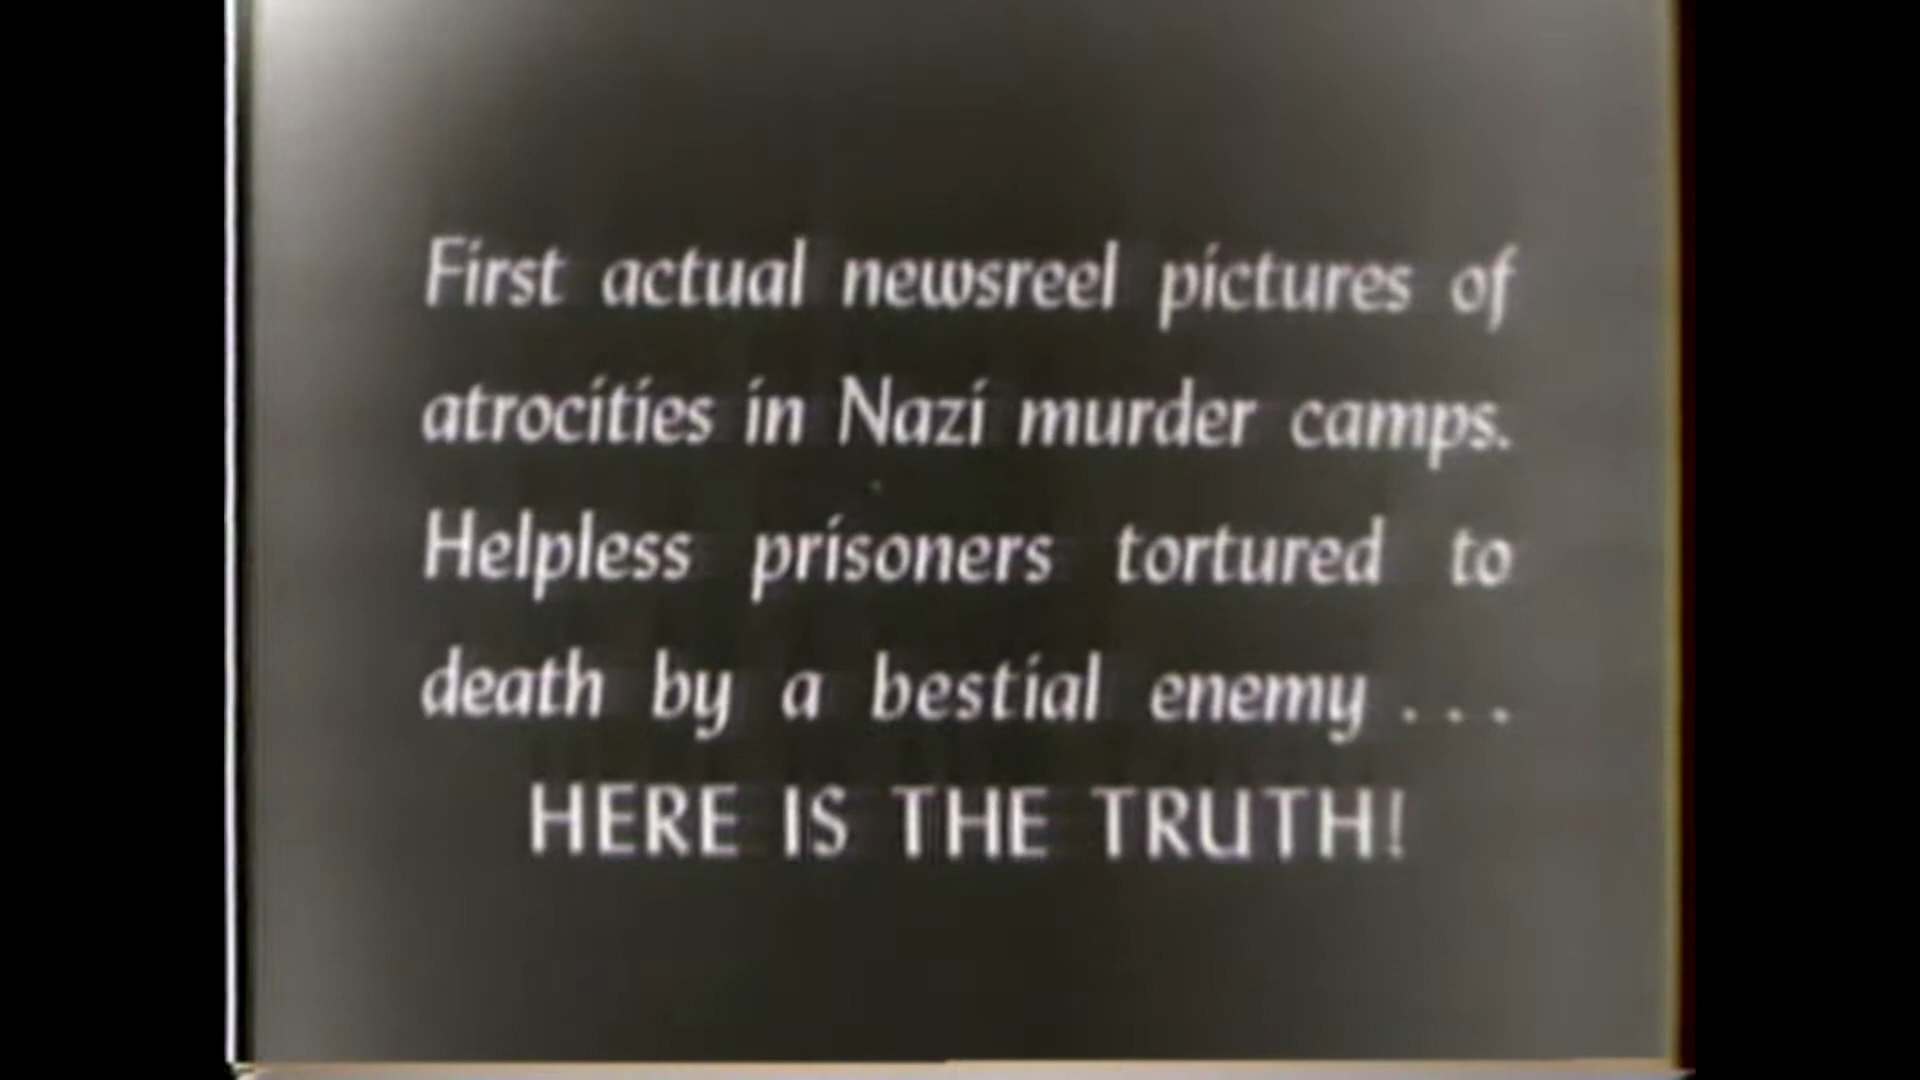 First actual newsreel pictures of
atrocities in Nazi murder camps.
Helpless prisoners tortured to
death by a bestial enemy . . .
HERE IS THE TRUTH!